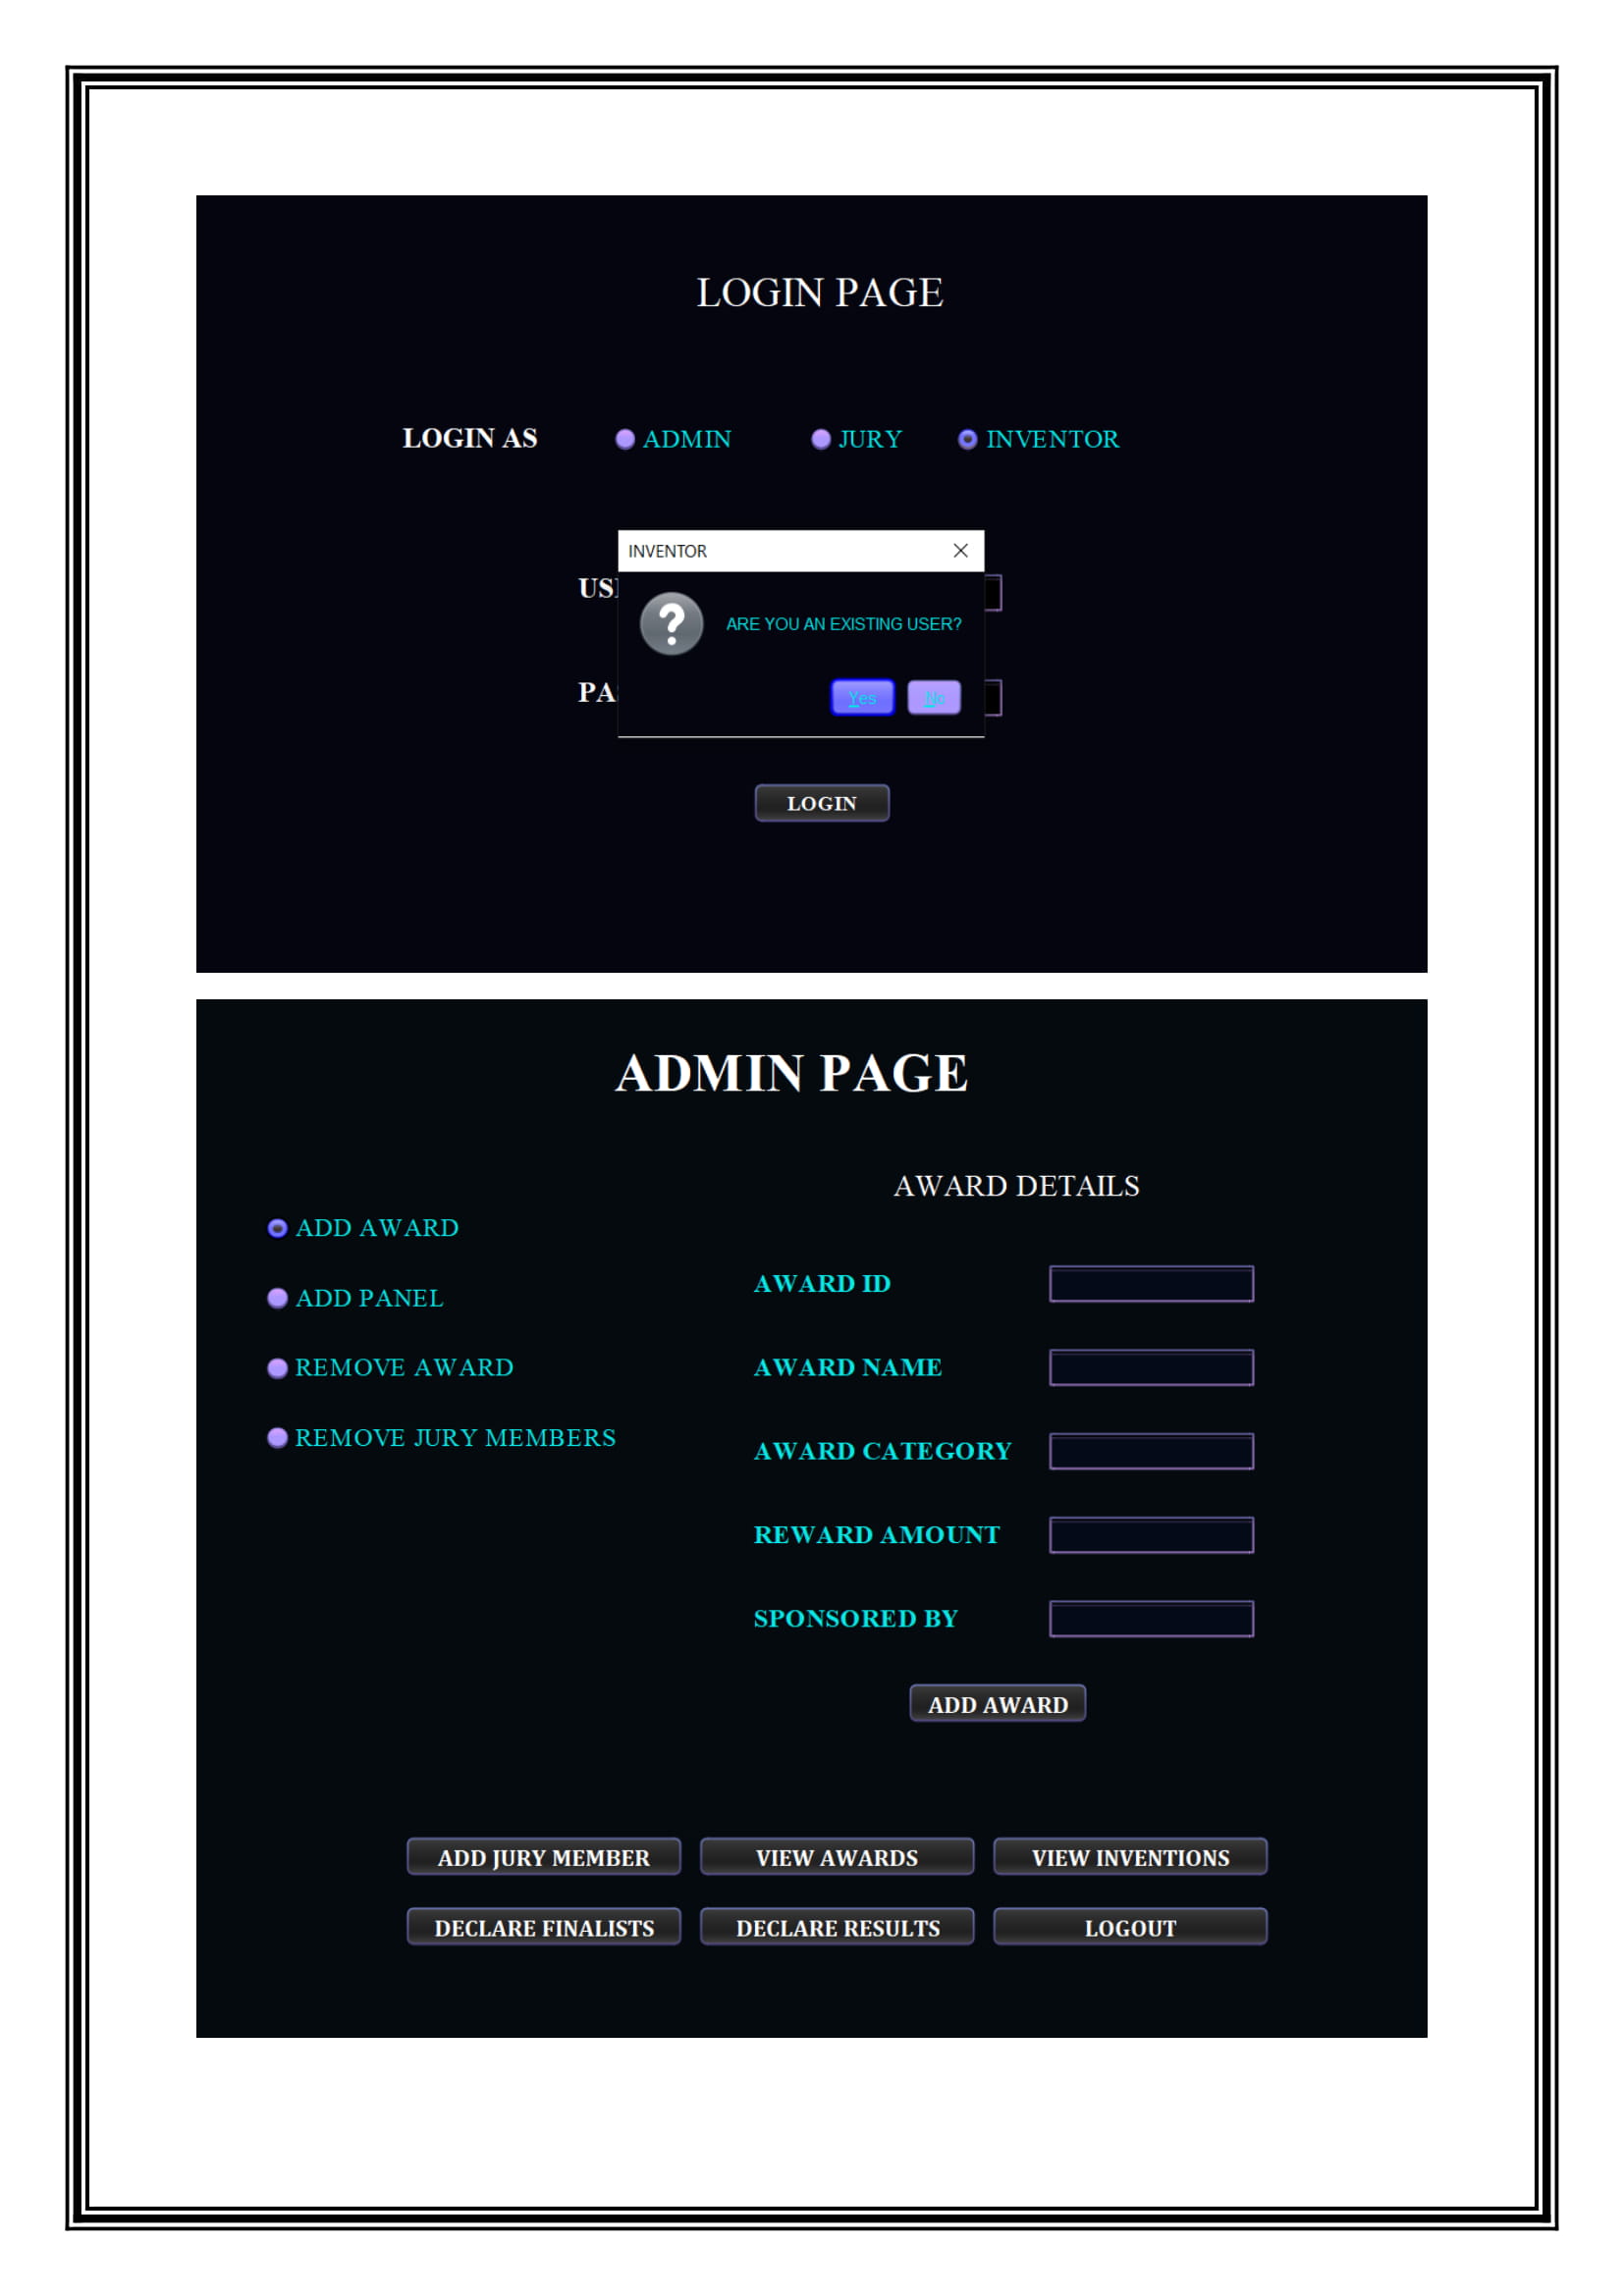 LOGIN PAGE
LOGIN AS ADMIN JURY INVENTOR
INVENTOR
ARE YOU AN EXISTING USER?
Yes No
LOGIN
ADMIN PAGE
AWARD DETAILS
ADD AWARD
ADD PANEL
REMOVE AWARD
REMOVE JURY MEMBERS
AWARD ID
AWARD NAME
AWARD CATEGORY
REWARD AMOUNT
SPONSORED BY
ADD AWARD
ADD JURY MEMBER VIEW AWARDS VIEW INVENTIONS
DECLARE FINALISTS DECLARE RESULTS LOGOUT